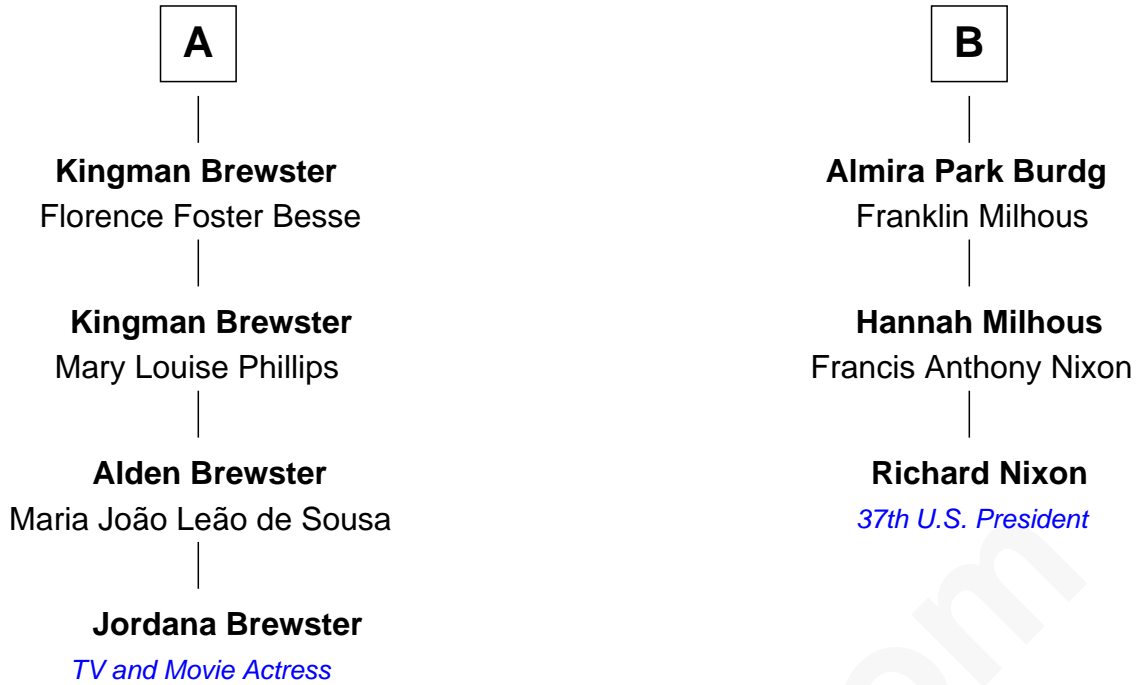 A
Kingman Brewster
Florence Foster Besse
Kingman Brewster
Mary Louise Phillips
Alden Brewster
Maria João Leão de Sousa
Jordana Brewster
TV and Movie Actress
B
Almira Park Burdg
Franklin Milhous
Hannah Milhous
Francis Anthony Nixon
Richard Nixon
37th U.S. President
om